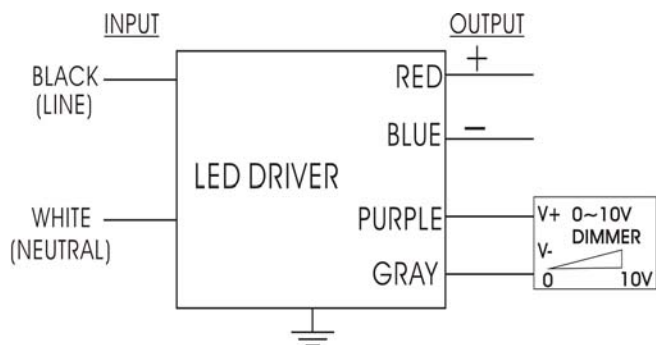 INPUT
OUTPUT
BLACK
(LINE)
WHITE
(NEUTRAL)
LED DRIVER
RED
+
BLUE
−
PURPLE
GRAY
V+ 0~10V
DIMMER
V-
0 10V